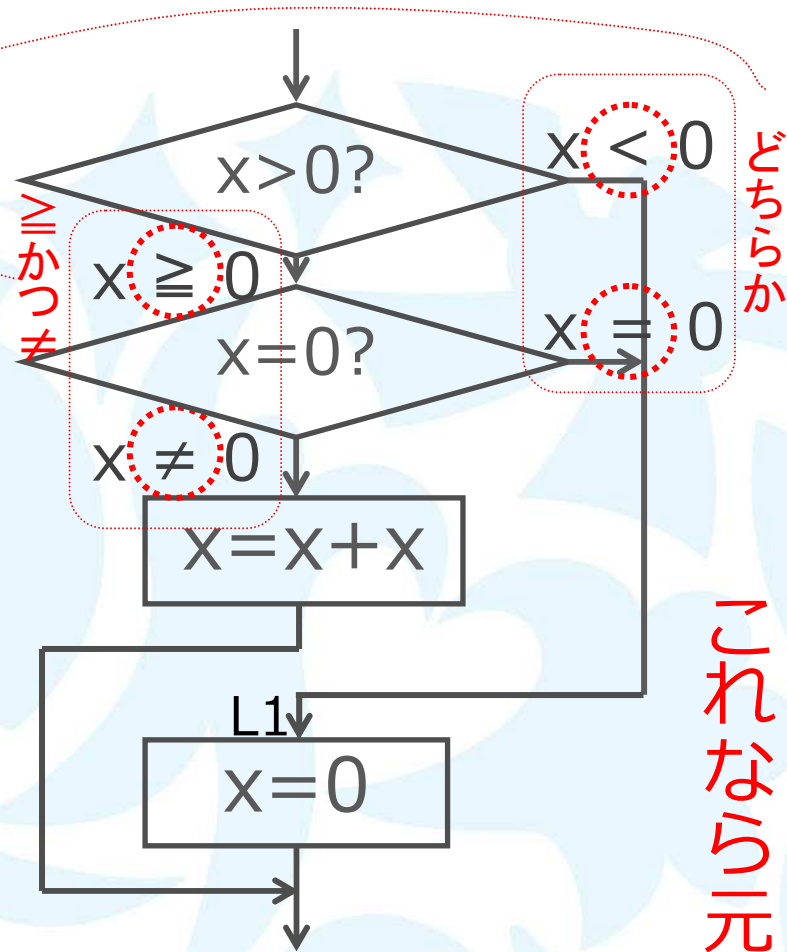 x>0?
x < 0
どちらか
≧かつ≠
x ≧ 0
x=0?
x = 0
x ≠ 0
x=x+x
L1
x=0
これなら元